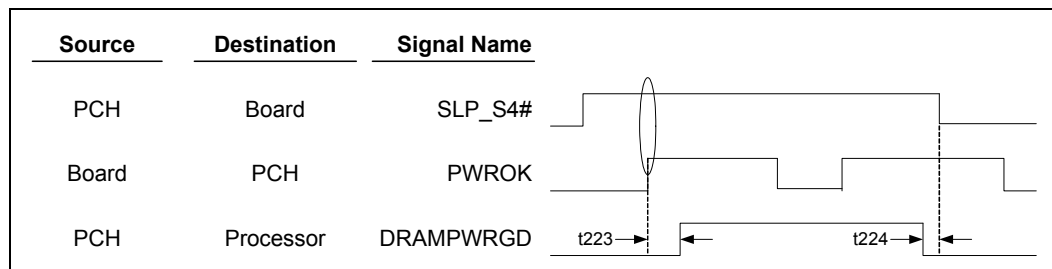 Source Destination Signal Name
PCH Board SLP_S4#
Board PCH PWROK
PCH Processor DRAMPWRGD t223 t224